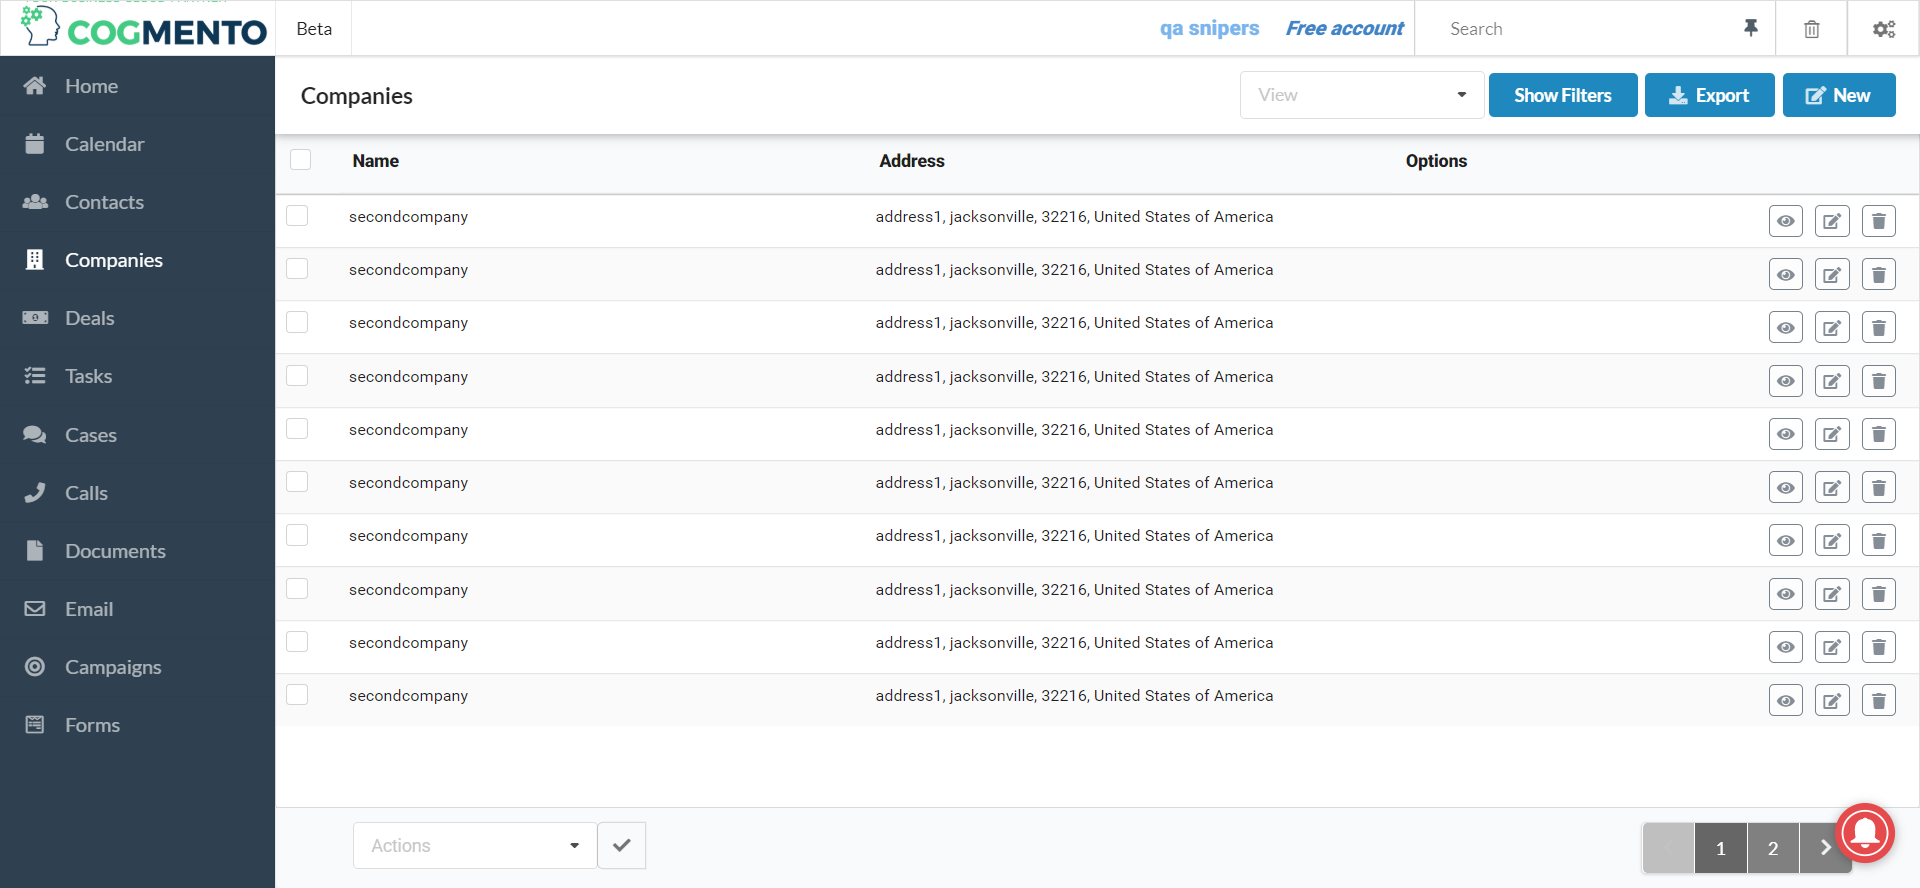 COGMENTO
Beta
qa snipers
Free account
Search
Home
Calendar
Contacts
Companies
Deals
Tasks
Cases
Calls
Documents
Email
Campaigns
Forms
Companies
View
Show Filters
Export
New
Name Address Options
secondcompany address1, jacksonville, 32216, United States of America
secondcompany address1, jacksonville, 32216, United States of America
secondcompany address1, jacksonville, 32216, United States of America
secondcompany address1, jacksonville, 32216, United States of America
secondcompany address1, jacksonville, 32216, United States of America
secondcompany address1, jacksonville, 32216, United States of America
secondcompany address1, jacksonville, 32216, United States of America
secondcompany address1, jacksonville, 32216, United States of America
secondcompany address1, jacksonville, 32216, United States of America
secondcompany address1, jacksonville, 32216, United States of America
Actions
1 2